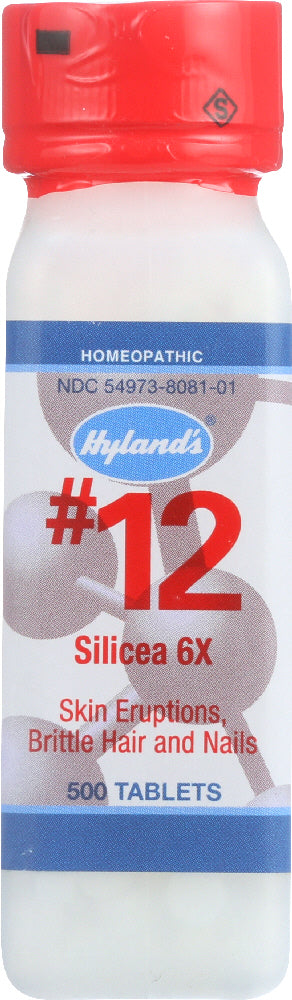 S
HOMEOPATHIC
NDC 54973-8081-01
Hyland's®
#12
Silicea 6X
Skin Eruptions,
Brittle Hair and Nails
500 TABLETS